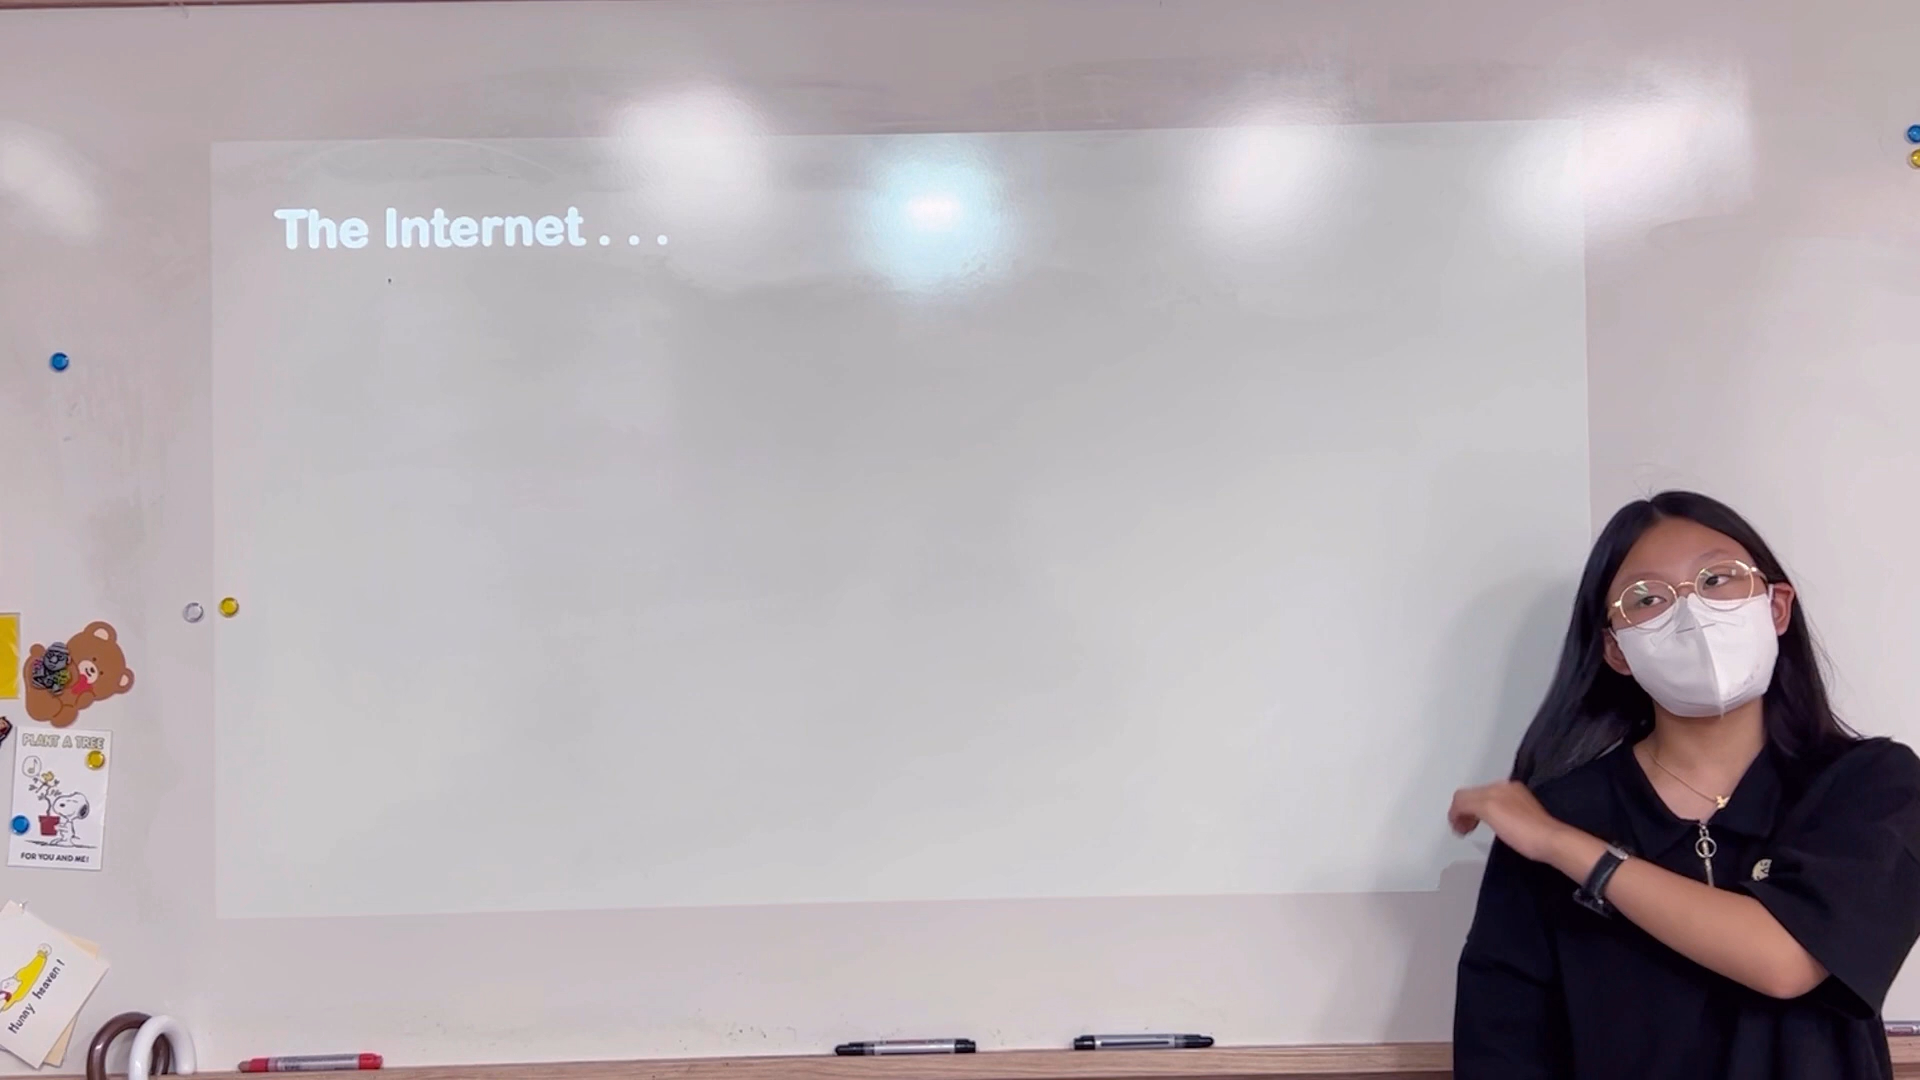 The Internet . . .
PLANT A TREE
FOR YOU AND ME!
Hunny heaven!